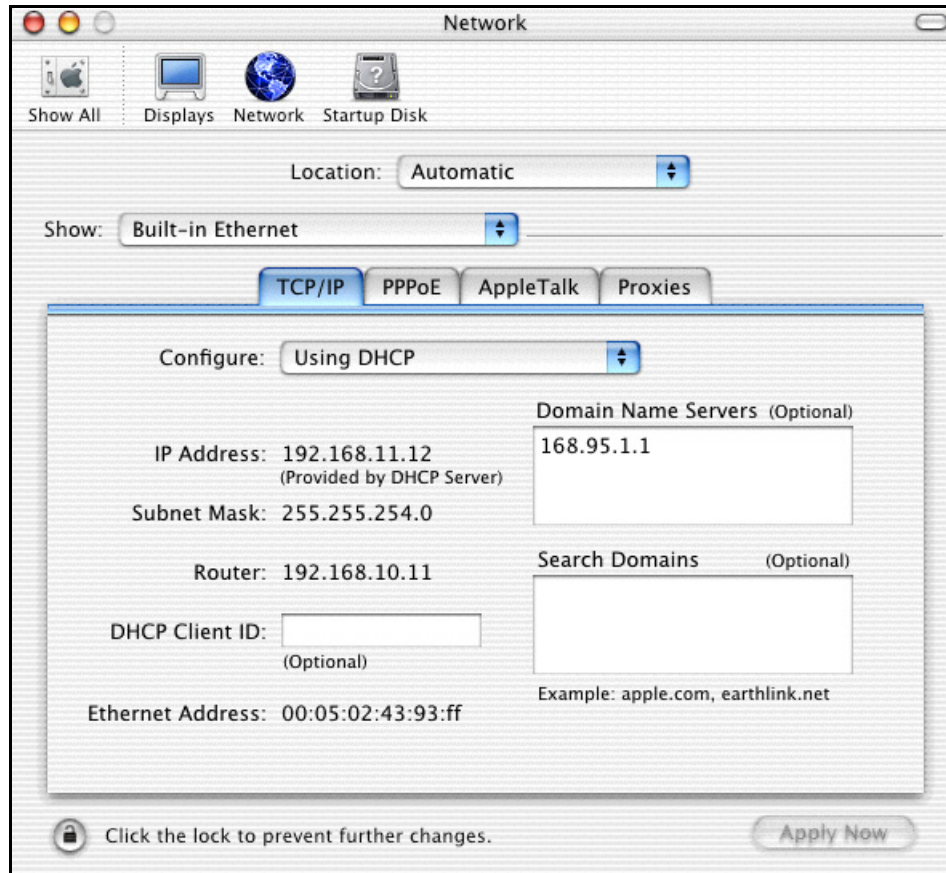 Network
Show All
Displays
Network
Startup Disk
Location: Automatic
Show: Built-in Ethernet
TCP/IP
PPPoE
AppleTalk
Proxies
Configure: Using DHCP
Domain Name Servers (Optional)
168.95.1.1
IP Address: 192.168.11.12
(Provided by DHCP Server)
Subnet Mask: 255.255.254.0
Router: 192.168.10.11
Search Domains (Optional)
DHCP Client ID:
(Optional)
Example: apple.com, earthlink.net
Ethernet Address: 00:05:02:43:93:ff
Click the lock to prevent further changes.
Apply Now